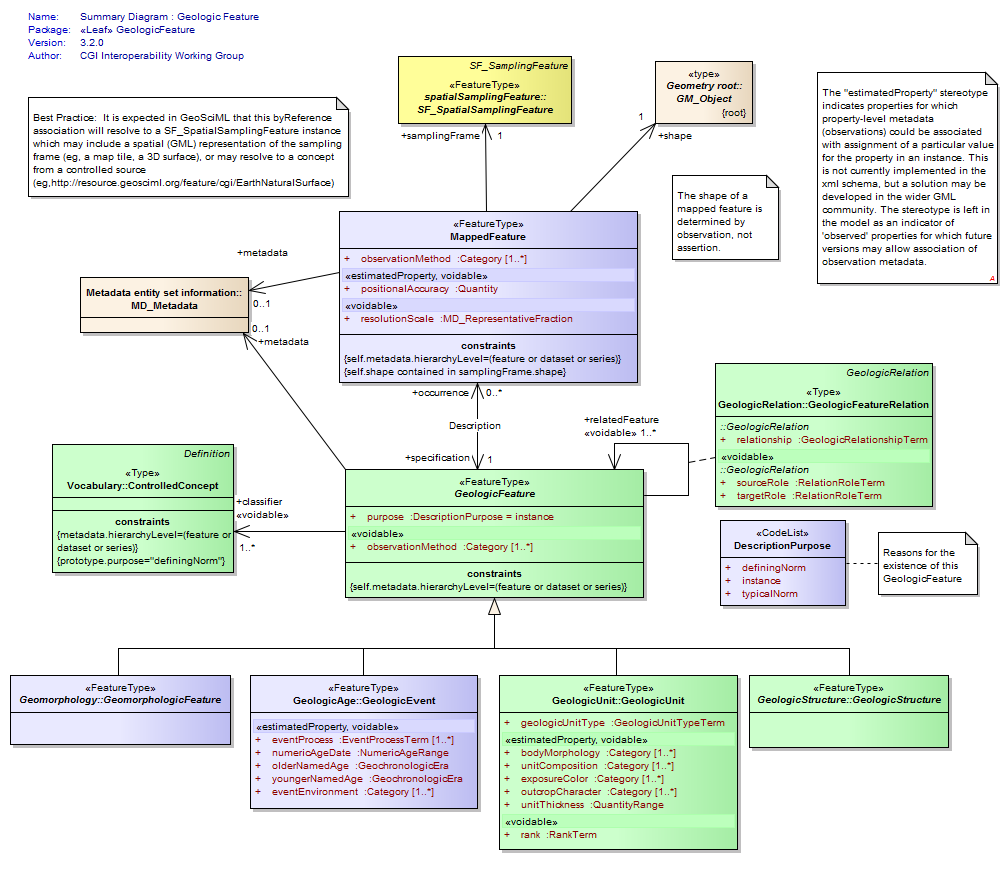 Name: Summary Diagram : Geologic Feature
Package: «Leaf» GeologicFeature
Version: 3.2.0
Author: CGI Interoperability Working Group
Best Practice: It is expected in GeoSciML that this byReference
association will resolve to a SF_SpatialSamplingFeature instance
which may include a spatial (GML) representation of the sampling
frame (eg, a map tile, a 3D surface), or may resolve to a concept
from a controlled source
(eg,http://resource.geosciml.org/feature/cgi/EarthNaturalSurface)
SF_SamplingFeature
«FeatureType»
spatialSamplingFeature::
SF_SpatialSamplingFeature
+samplingFrame 1
«type»
Geometry root::
GM_Object
{root}
1
+shape
The "estimatedProperty" stereotype
indicates properties for which
property-level metadata
(observations) could be associated
with assignment of a particular value
for the property in an instance. This
is not currently implemented in the
xml schema, but a solution may be
developed in the wider GML
community. The stereotype is left in
the model as an indicator of
'observed' properties for which future
versions may allow association of
observation metadata.
A
The shape of a
mapped feature is
determined by
observation, not
assertion.
«FeatureType»
MappedFeature
+ observationMethod :Category [1..*]
«estimatedProperty, voidable»
+ positionalAccuracy :Quantity
«voidable»
+ resolutionScale :MD_RepresentativeFraction
constraints
{self.metadata.hierarchyLevel=(feature or dataset or series)}
{self.shape contained in samplingFrame.shape}
+metadata
0..1
Metadata entity set information::
MD_Metadata
0..1
+metadata
+occurrence 0..*
Description
+specification 1
+relatedFeature
«voidable» 1..*
GeologicRelation
«Type»
GeologicRelation::GeologicFeatureRelation
::GeologicRelation
+ relationship :GeologicRelationshipTerm
«voidable»
::GeologicRelation
+ sourceRole :RelationRoleTerm
+ targetRole :RelationRoleTerm
Definition
«Type»
Vocabulary::ControlledConcept
constraints
{metadata.hierarchyLevel=(feature or
dataset or series)}
{prototype.purpose="definingNorm"}
+classifier
«voidable»
1..*
«FeatureType»
GeologicFeature
+ purpose :DescriptionPurpose = instance
«voidable»
+ observationMethod :Category [1..*]
constraints
{self.metadata.hierarchyLevel=(feature or dataset or series)}
«CodeList»
DescriptionPurpose
+ definingNorm
+ instance
+ typicalNorm
Reasons for the
existence of this
GeologicFeature
«FeatureType»
Geomorphology::GeomorphologicFeature
«FeatureType»
GeologicAge::GeologicEvent
«estimatedProperty, voidable»
+ eventProcess :EventProcessTerm [1..*]
+ numericAgeDate :NumericAgeRange
+ olderNamedAge :GeochronologicEra
+ youngerNamedAge :GeochronologicEra
+ eventEnvironment :Category [1..*]
«FeatureType»
GeologicUnit::GeologicUnit
+ geologicUnitType :GeologicUnitTypeTerm
«estimatedProperty, voidable»
+ bodyMorphology :Category [1..*]
+ unitComposition :Category [1..*]
+ exposureColor :Category [1..*]
+ outcropCharacter :Category [1..*]
+ unitThickness :QuantityRange
«voidable»
+ rank :RankTerm
«FeatureType»
GeologicStructure::GeologicStructure